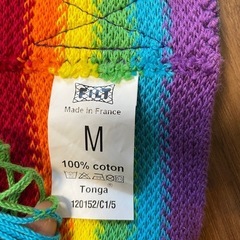 FILT
Made in France
M
100% coton
Tonga
120152/C1/5